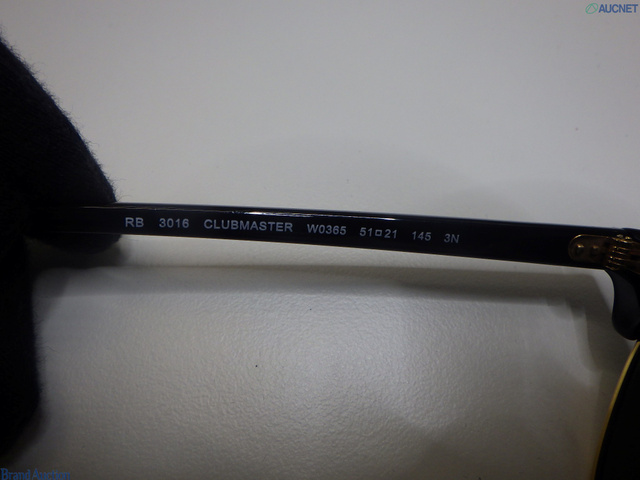 AUCNET
RB 3016 CLUBMASTER W0365 51□21 145 3N
Brand Auction